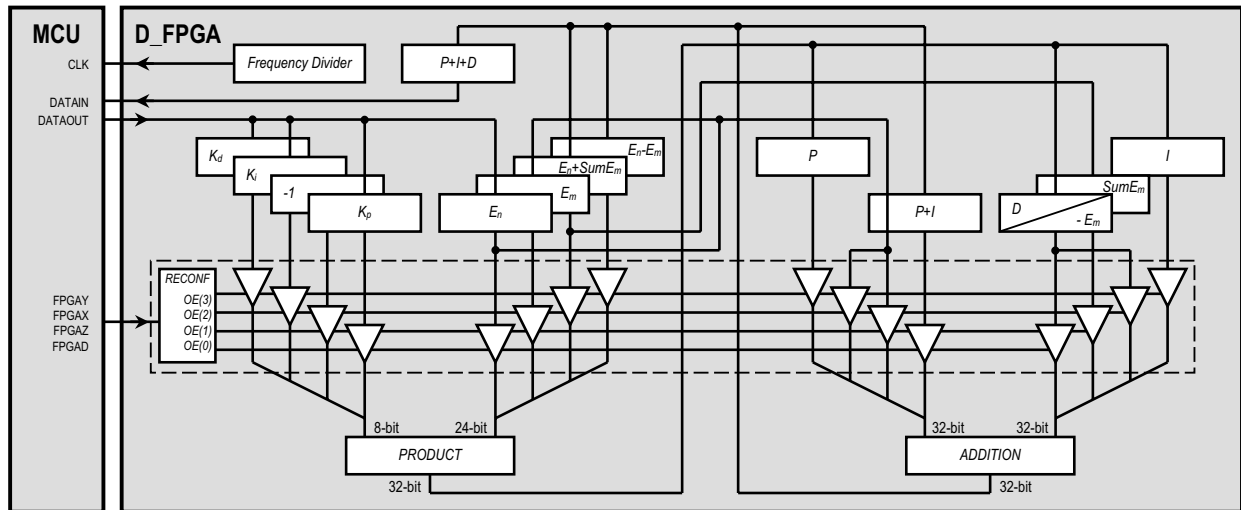 MCU
D_FPGA
CLK
Frequency Divider
P+I+D
DATAIN
DATAOUT
Kd
Ki
-1
Kp
En-Em
En+SumEm
Em
En
P
P+I
I
SumEm
D
- Em
RECONF
OE(3)
OE(2)
OE(1)
OE(0)
FPGAY
FPGAX
FPGAZ
FPGAD
8-bit
24-bit
32-bit
32-bit
PRODUCT
ADDITION
32-bit
32-bit